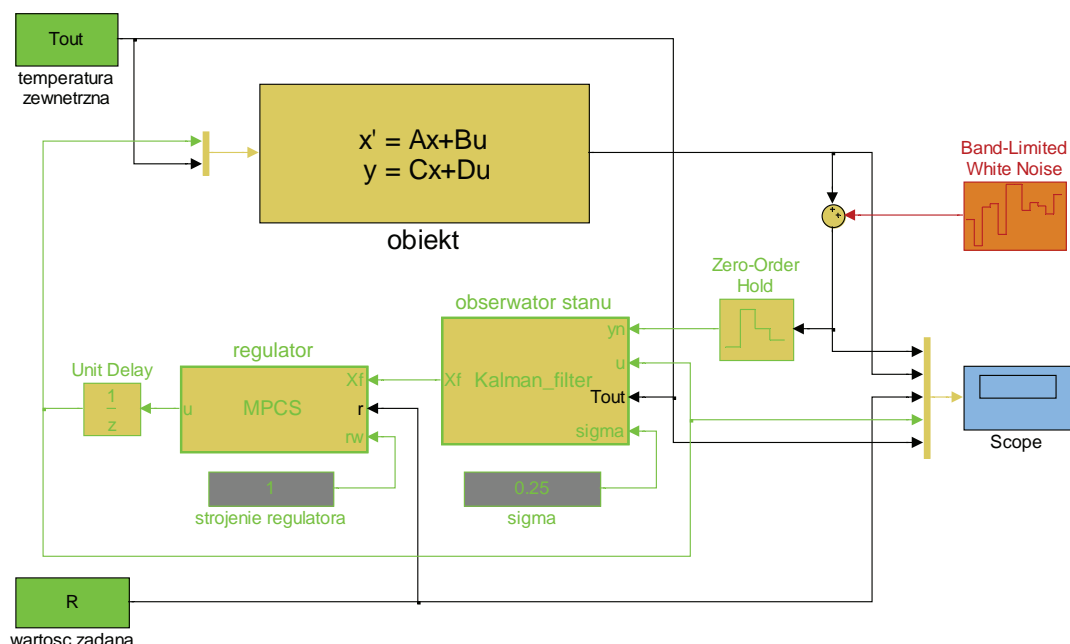 Tout
temperatura
zewnetrzna
x' = Ax+Bu
y = Cx+Du
obiekt
Band-Limited
White Noise
+
+
Zero-Order
Hold
obserwator stanu
yn
u
Tout
sigma
Kalman_filter
Xf
regulator
Xf
r
rw
MPCS
u
Unit Delay
1
z
1
strojenie regulatora
0.25
sigma
Scope
R
wartosc zadana